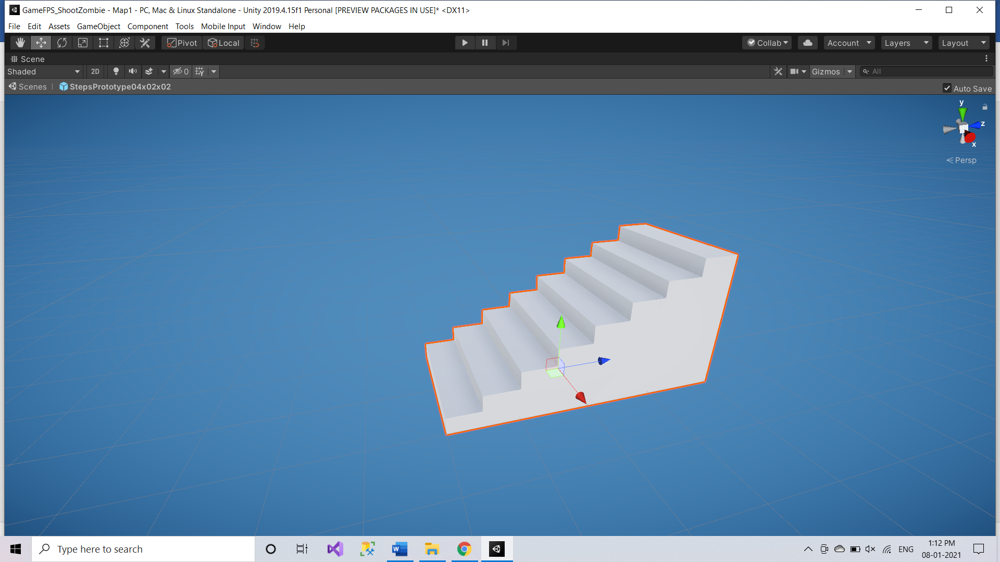 GameFPS_ShootZombie - Map1 - PC, Mac & Linux Standalone - Unity 2019.4.15f1 Personal [PREVIEW PACKAGES IN USE]* <DX11>
File Edit Assets GameObject Component Tools Mobile Input Window Help
Pivot Local Collab Account Layers Layout
Scene
Shaded 2D 0 Gizmos All
Scenes StepsPrototype04x02x02 Auto Save
y
z
x
Persp
Type here to search W ENG 1:12 PM
08-01-2021